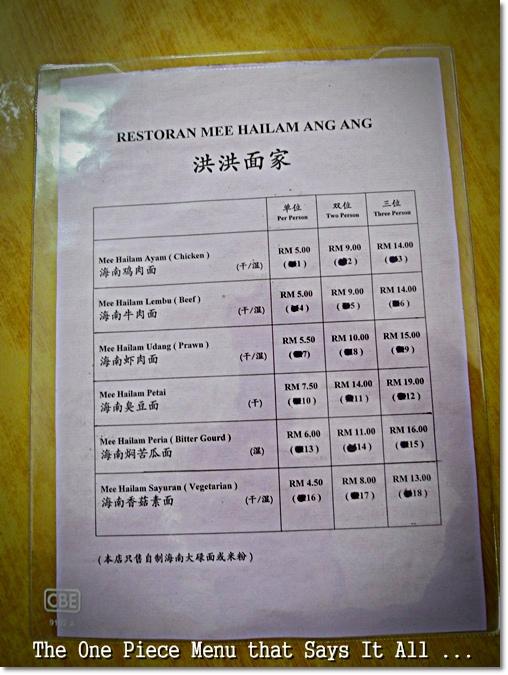 RESTORAN MEE HAILAM ANG ANG
洪洪面家
单位 双位 三位
Per Person Two Person Three Person
Mee Hailam Ayam ( Chicken ) RM 5.00 RM 9.00 RM 14.00
海南鸡肉面 (干/湿) ( 1 ) ( 2 ) ( 3 )
Mee Hailam Lembu ( Beef ) RM 5.00 RM 9.00 RM 14.00
海南牛肉面 (干/湿) ( 4 ) ( 5 ) ( 6 )
Mee Hailam Udang ( Prawn ) RM 5.50 RM 10.00 RM 15.00
海南虾肉面 (干/湿) ( 7 ) ( 8 ) ( 9 )
Mee Hailam Petai RM 7.50 RM 14.00 RM 19.00
海南臭豆面 (干) ( 10 ) ( 11 ) ( 12 )
Mee Hailam Peria ( Bitter Gourd ) RM 6.00 RM 11.00 RM 16.00
海南焖苦瓜面 (湿) ( 13 ) ( 14 ) ( 15 )
Mee Hailam Sayuran ( Vegetarian ) RM 4.50 RM 8.00 RM 13.00
海南香菇素面 (干/湿) ( 16 ) ( 17 ) ( 18 )
(本店只售自制海南大碌面或米粉)
CBE
The One Piece Menu that Says It All ...